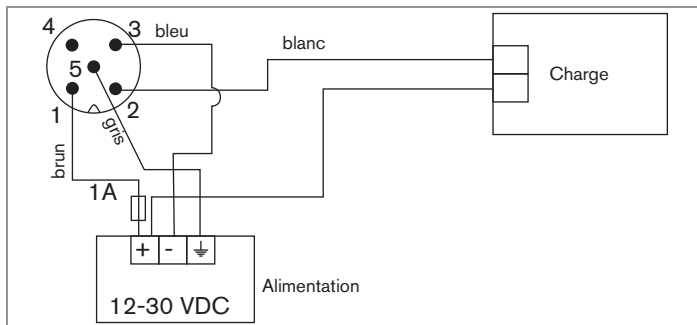 4
3
bleu
blanc
5
Charge
1
2
gris
brun
1A
+ -
Alimentation
12-30 VDC